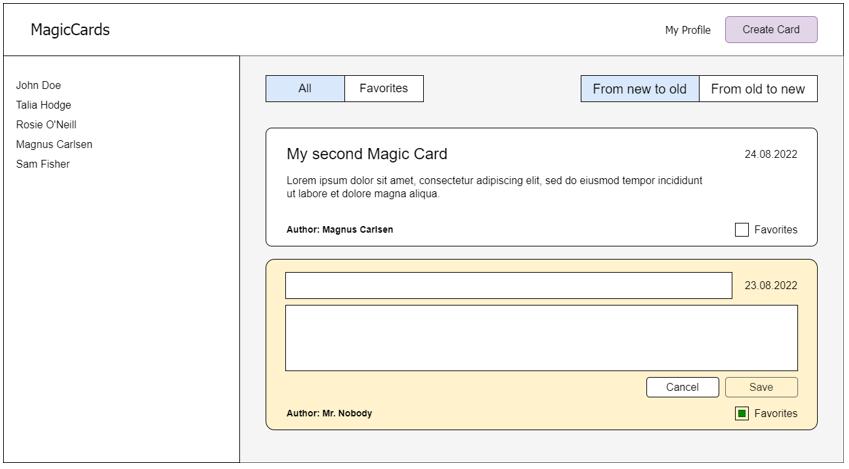 MagicCards
My Profile
Create Card
John Doe
Talia Hodge
Rosie O'Neill
Magnus Carlsen
Sam Fisher
All
Favorites
From new to old
From old to new
My second Magic Card
24.08.2022
Lorem ipsum dolor sit amet, consectetur adipiscing elit, sed do eiusmod tempor incididunt
ut labore et dolore magna aliqua.
Author: Magnus Carlsen
Favorites
23.08.2022
Cancel
Save
Author: Mr. Nobody
Favorites